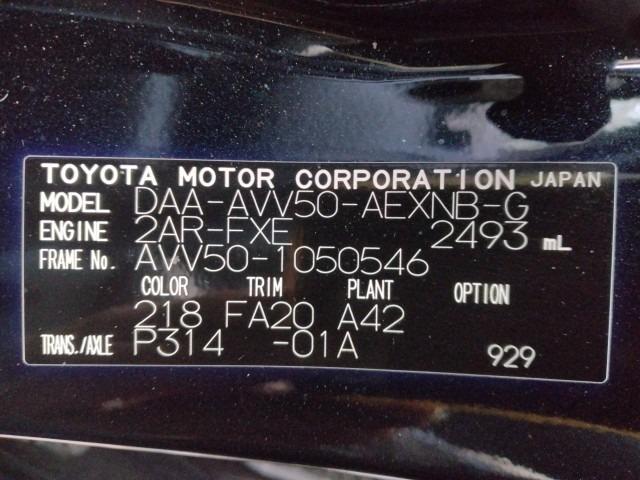 TOYOTA MOTOR CORPORATION JAPAN
MODEL DAA-AVV50-AEXNB-G
ENGINE 2AR-FXE 2493 mL
FRAME No. AVV50-1050546
COLOR TRIM PLANT OPTION
218 FA20 A42
TRANS./AXLE P314 -01A 929